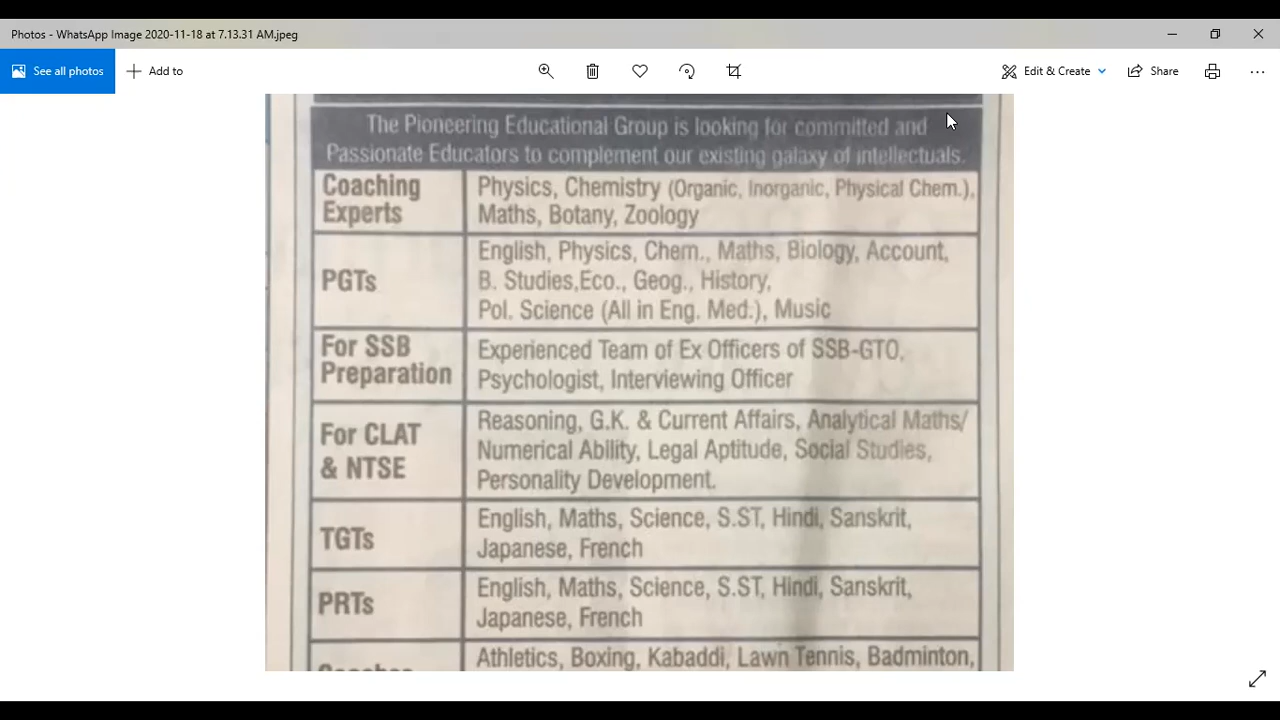 Photos - WhatsApp Image 2020-11-18 at 7.13.31 AM.jpeg
See all photos
Add to
Edit & Create
Share
The Pioneering Educational Group is looking for committed and
Passionate Educators to complement our existing galaxy of intellectuals.
Coaching
Experts
Physics, Chemistry (Organic, Inorganic, Physical Chem.),
Maths, Botany, Zoology
PGTs
English, Physics, Chem., Maths, Biology, Account,
B. Studies,Eco., Geog., History,
Pol. Science (All in Eng. Med.), Music
For SSB
Preparation
Experienced Team of Ex Officers of SSB-GTO,
Psychologist, Interviewing Officer
For CLAT
& NTSE
Reasoning, G.K. & Current Affairs, Analytical Maths/
Numerical Ability, Legal Aptitude, Social Studies,
Personality Development.
TGTs
English, Maths, Science, S.ST, Hindi, Sanskrit,
Japanese, French
PRTs
English, Maths, Science, S.ST, Hindi, Sanskrit,
Japanese, French
Coaches
Athletics, Boxing, Kabaddi, Lawn Tennis, Badminton,